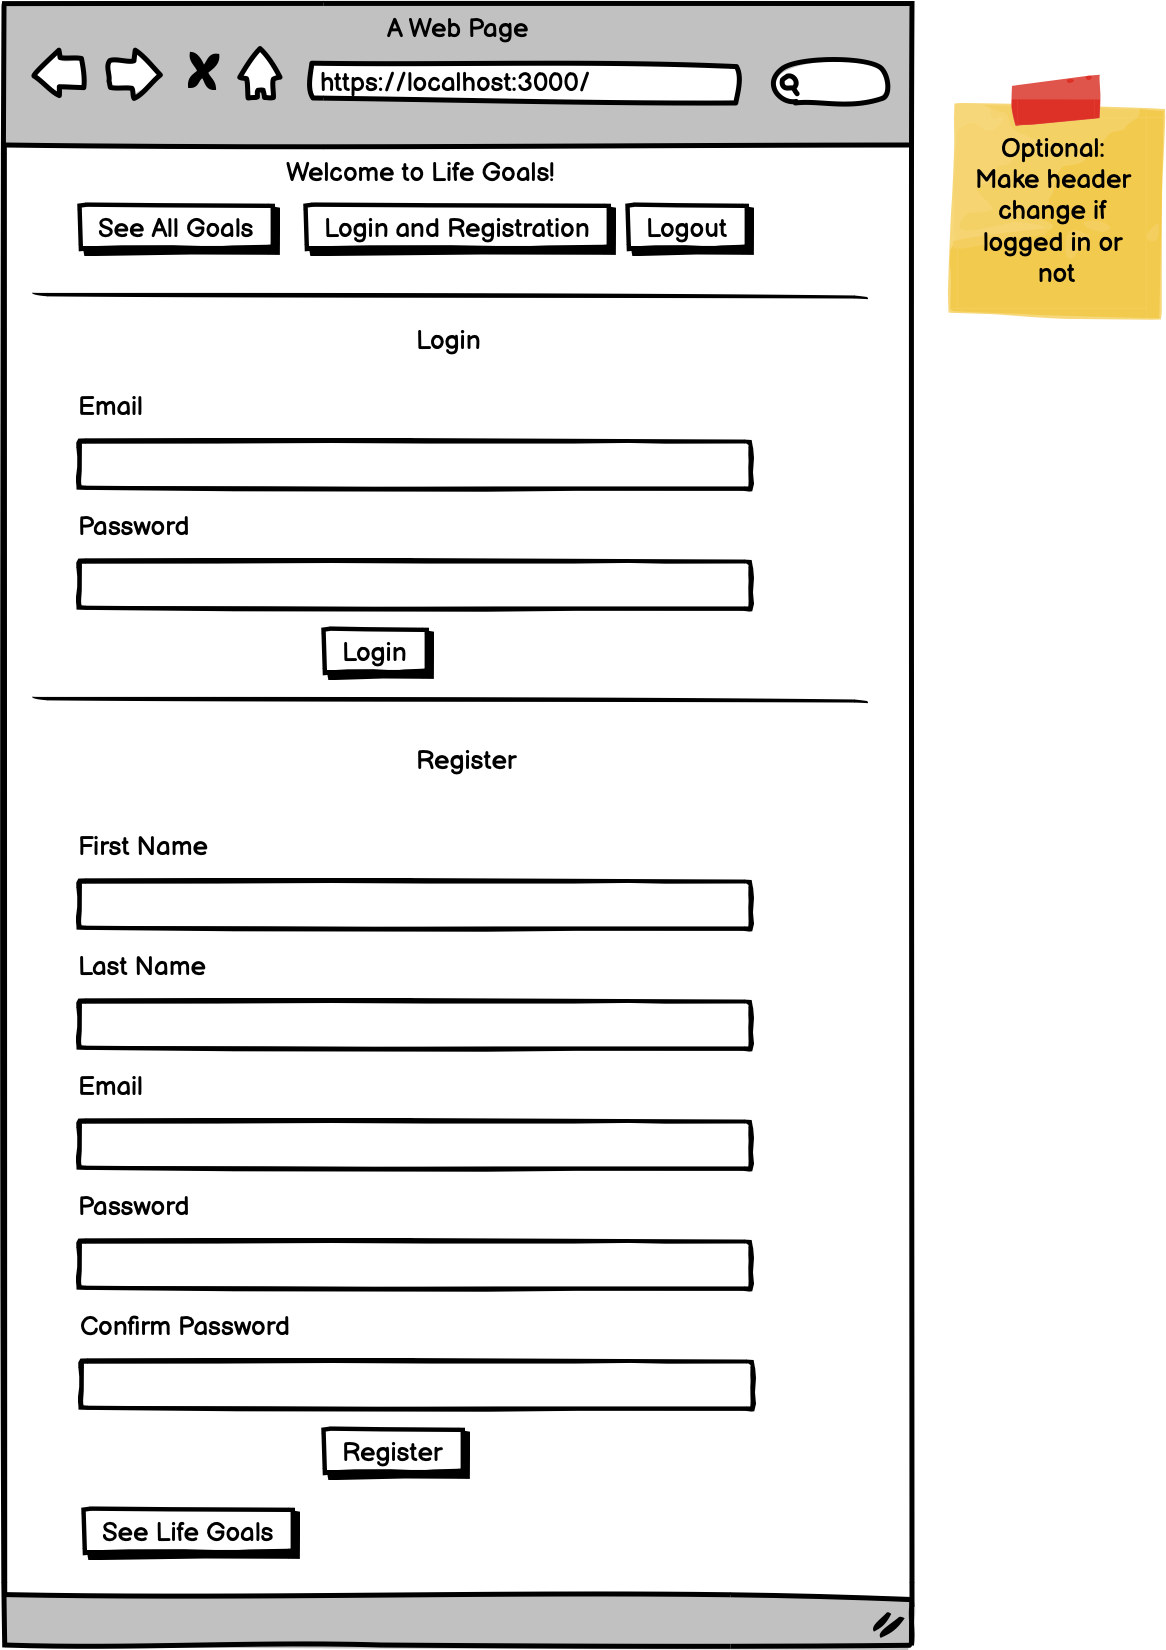 A Web Page
https://localhost:3000/
Welcome to Life Goals!
See All Goals
Login and Registration
Logout
Optional:
Make header
change if
logged in or
not
Login
Email
Password
Login
Register
First Name
Last Name
Email
Password
Confirm Password
Register
See Life Goals